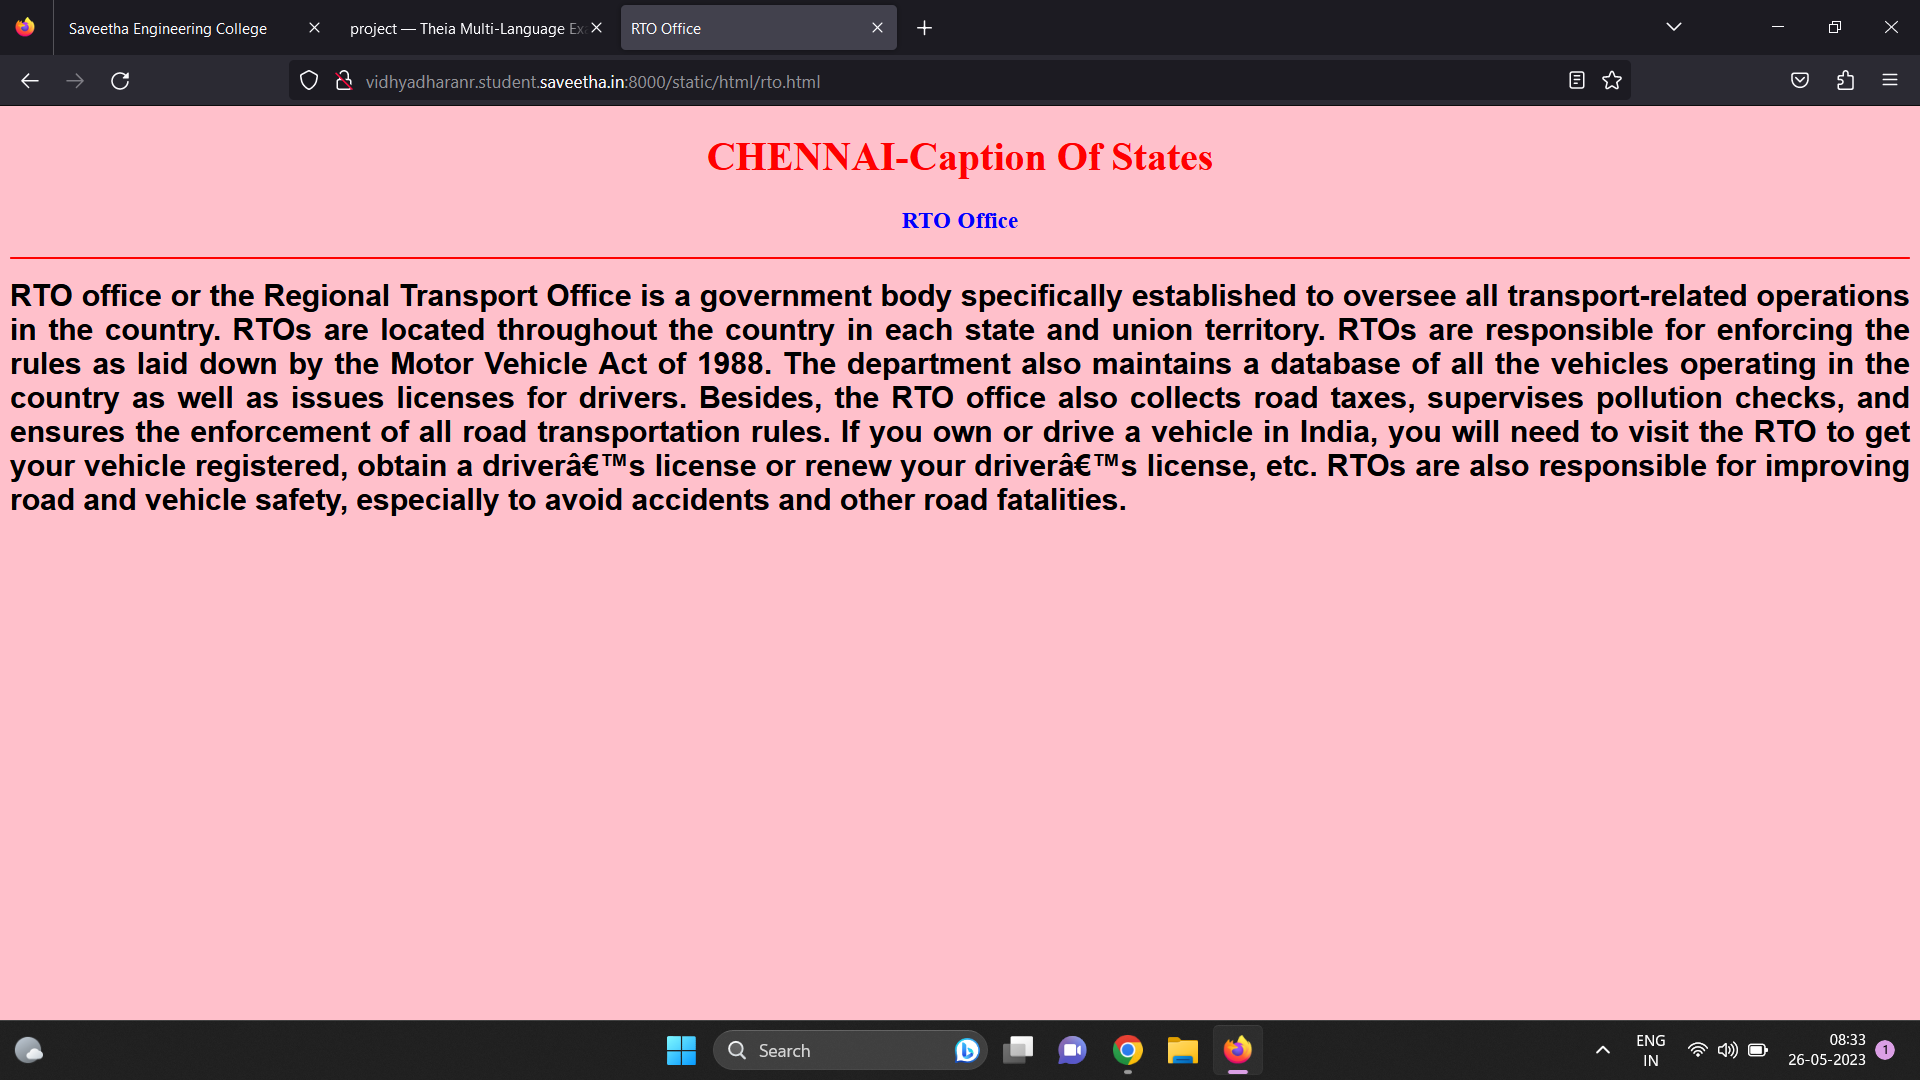 Saveetha Engineering College
project — Theia Multi-Language Ex
RTO Office
vidhyadharanr.student.saveetha.in:8000/static/html/rto.html
CHENNAI-Caption Of States
RTO Office
RTO office or the Regional Transport Office is a government body specifically established to oversee all transport-related operations
in the country. RTOs are located throughout the country in each state and union territory. RTOs are responsible for enforcing the
rules as laid down by the Motor Vehicle Act of 1988. The department also maintains a database of all the vehicles operating in the
country as well as issues licenses for drivers. Besides, the RTO office also collects road taxes, supervises pollution checks, and
ensures the enforcement of all road transportation rules. If you own or drive a vehicle in India, you will need to visit the RTO to get
your vehicle registered, obtain a driverâ€™s license or renew your driverâ€™s license, etc. RTOs are also responsible for improving
road and vehicle safety, especially to avoid accidents and other road fatalities.
Search
ENG
IN
08:33
26-05-2023
1